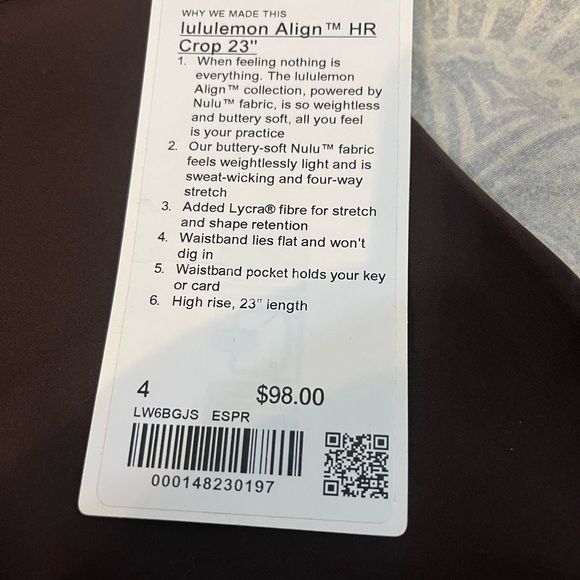 WHY WE MADE THIS
lululemon Align™ HR
Crop 23"
1. When feeling nothing is
everything. The lululemon
Align™ collection, powered by
Nulu™ fabric, is so weightless
and buttery soft, all you feel
is your practice
2. Our buttery-soft Nulu™ fabric
feels weightlessly light and is
sweat-wicking and four-way
stretch
3. Added Lycra® fibre for stretch
and shape retention
4. Waistband lies flat and won't
dig in
5. Waistband pocket holds your key
or card
6. High rise, 23" length
4 $98.00
LW6BGJS ESPR
000148230197